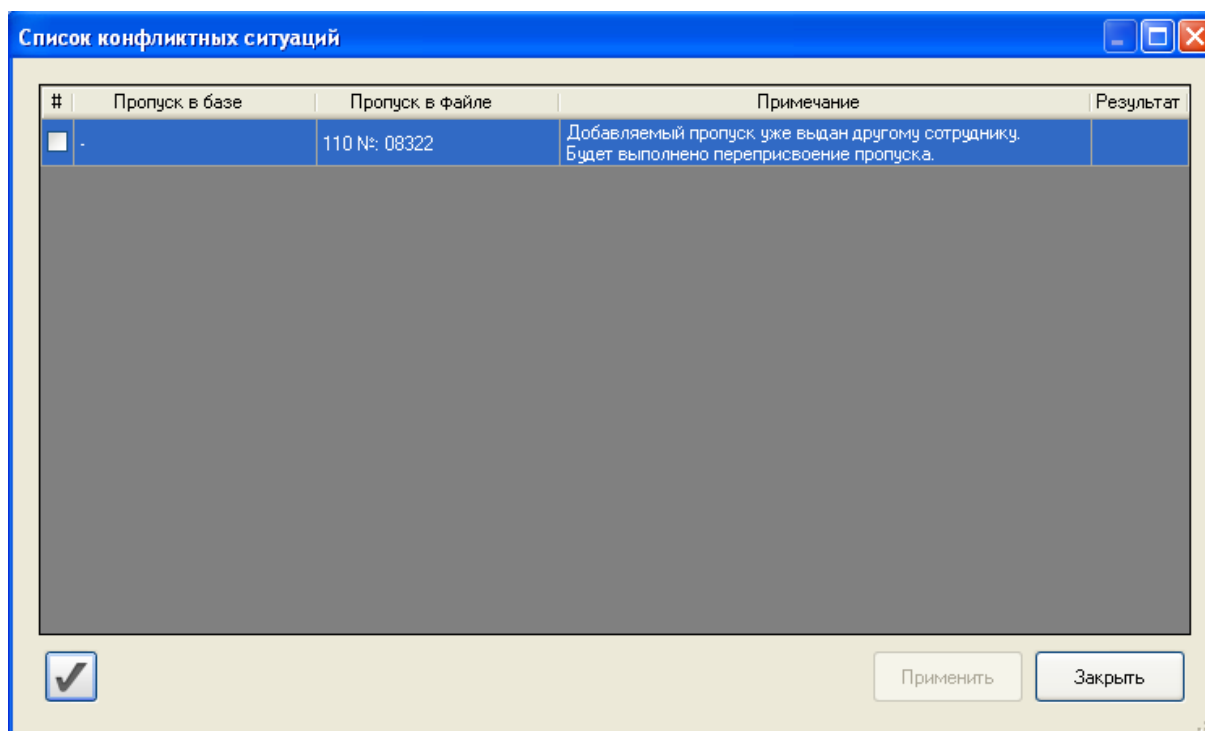 Список конфликтных ситуаций
# Пропуск в базе Пропуск в файле Примечание Результат
- 110 №: 08322 Добавляемый пропуск уже выдан другому сотруднику.
Будет выполнено переприсвоение пропуска.
Применить Закрыть